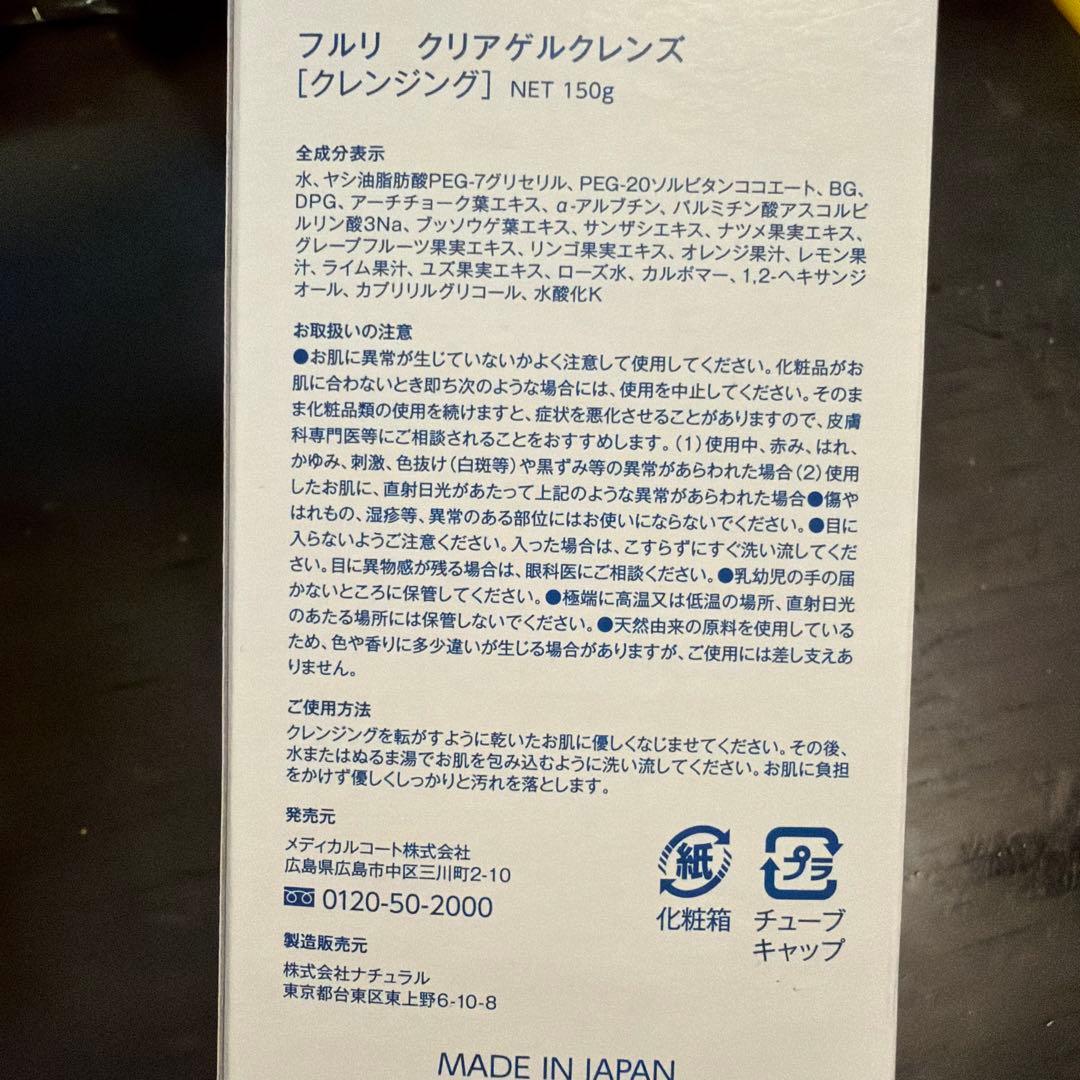 フルリ　クリアゲルクレンズ
［クレンジング］ NET 150g
全成分表示
水、ヤシ油脂肪酸PEG-7グリセリル、PEG-20ソルビタンココエート、BG、
DPG、アーチチョーク葉エキス、α-アルブチン、パルミチン酸アスコルビ
ルリン酸3Na、ブッソウゲ葉エキス、サンザシエキス、ナツメ果実エキス、
グレープフルーツ果実エキス、リンゴ果実エキス、オレンジ果汁、レモン果
汁、ライム果汁、ユズ果実エキス、ローズ水、カルボマー、1,2-ヘキサンジ
オール、カプリリルグリコール、水酸化K
お取扱いの注意
●お肌に異常が生じていないかよく注意して使用してください。化粧品がお
肌に合わないとき即ち次のような場合には、使用を中止してください。そのま
ま化粧品類の使用を続けますと、症状を悪化させることがありますので、皮膚
科専門医等にご相談されることをおすすめします。（1）使用中、赤み、はれ、
かゆみ、刺激、色抜け（白斑等）や黒ずみ等の異常があらわれた場合（2）使用
したお肌に、直射日光があたって上記のような異常があらわれた場合●傷や
はれもの、湿疹等、異常のある部位にはお使いにならないでください。●目に
入らないようご注意ください。入った場合は、こすらずにすぐ洗い流してくだ
さい。目に異物感が残る場合は、眼科医にご相談ください。●乳幼児の手の届
かないところに保管してください。●極端に高温又は低温の場所、直射日光
のあたる場所には保管しないでください。●天然由来の原料を使用している
ため、色や香りに多少違いが生じる場合がありますが、ご使用には差し支えあ
りません。
ご使用方法
クレンジングを転がすように乾いたお肌に優しくなじませてください。その後、
水またはぬるま湯でお肌を包み込むように洗い流してください。お肌に負担
をかけず優しくしっかりと汚れを落とします。
発売元
メディカルコート株式会社
広島県広島市中区三川町2-10
0120-50-2000
製造販売元
株式会社ナチュラル
東京都台東区東上野6-10-8
紙
化粧箱
プラ
チューブ
キャップ
MADE IN JAPAN